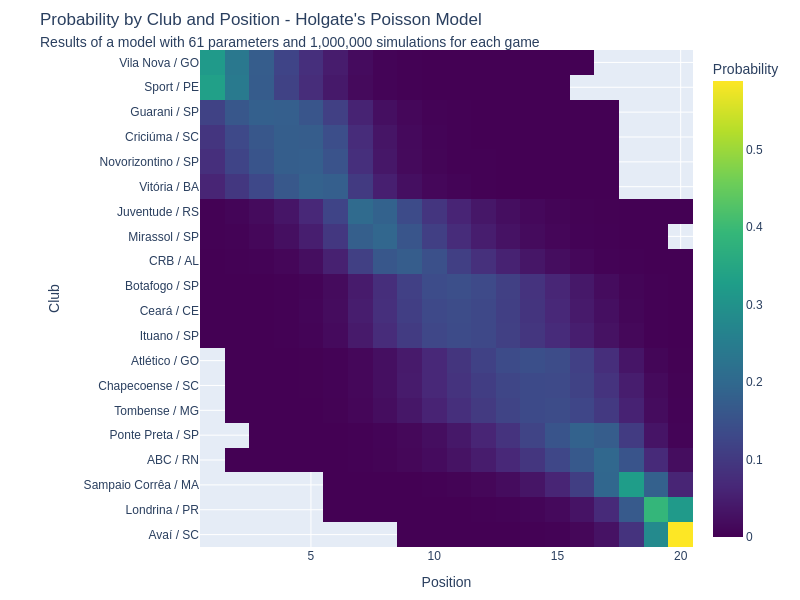 Probability by Club and Position - Holgate's Poisson Model
Results of a model with 61 parameters and 1,000,000 simulations for each game
Probability
Vila Nova / GO
Sport / PE
Guarani / SP
Criciúma / SC
Novorizontino / SP
Vitória / BA
Juventude / RS
Mirassol / SP
CRB / AL
Botafogo / SP
Ceará / CE
Ituano / SP
Atlético / GO
Chapecoense / SC
Tombense / MG
Ponte Preta / SP
ABC / RN
Sampaio Corrêa / MA
Londrina / PR
Avaí / SC
Club
5
10
15
20
Position
0.5
0.4
0.3
0.2
0.1
0